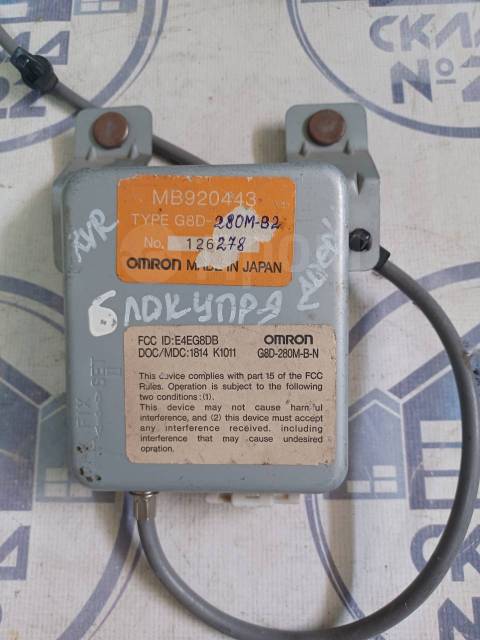 СКЛАД
№22
MB920443
TYPE G8D-280M-B2
No. 126278
OMRON MADE IN JAPAN
БЛОК УПРА
FCC ID:E4EG8DB
DOC/MDC:1814 K1011
OMRON
G8D-280M-B-N
This device complies with part 15 of the FCC
Rules. Operation is subject to the following
two conditions :(1).
This device may not cause harmful
interference, and (2) this device must accept
any interference received. including
interference that may cause undesired
opration.